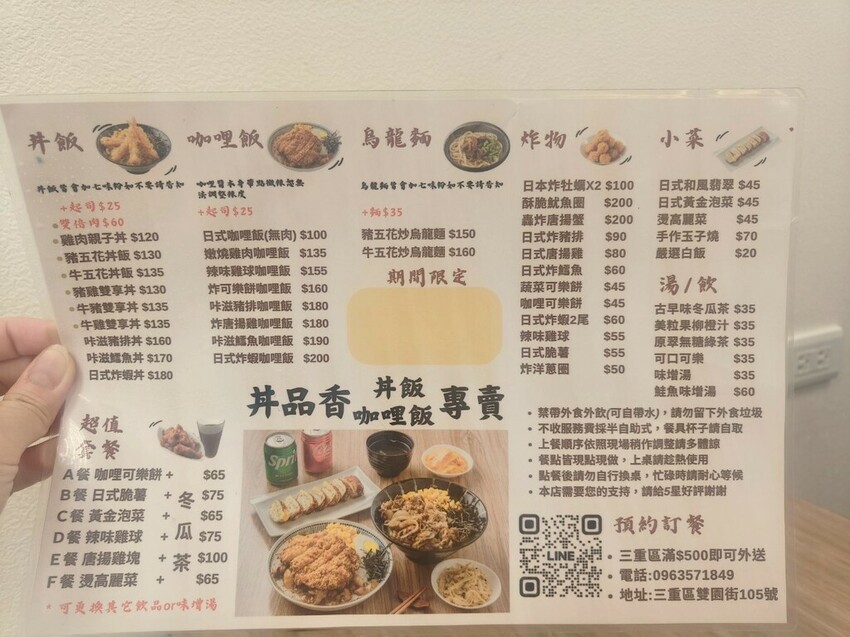 丼飯
丼飯皆會加七味粉如不要請告知
+起司$25
雙倍肉$60
雞肉親子丼 $120
豬五花丼飯 $130
牛五花丼飯 $135
豬雞雙享丼 $130
牛豬雙享丼 $135
牛雞雙享丼 $135
咔滋豬排丼 $160
咔滋鱈魚丼 $170
日式炸蝦丼 $180
咖哩飯
咖哩醬本身帶點微辣恕無
法調整辣度
+起司$25
日式咖哩飯(無肉) $100
嫩燒雞肉咖哩飯 $135
辣味雞球咖哩飯 $155
炸可樂餅咖哩飯 $160
咔滋豬排咖哩飯 $180
炸唐揚雞咖哩飯 $180
咔滋鱈魚咖哩飯 $190
日式炸蝦咖哩飯 $200
烏龍麵
烏龍麵皆會加七味粉如不要請告知
+麵$35
豬五花炒烏龍麵 $150
牛五花炒烏龍麵 $160
期間限定
炸物
日本炸牡蠣X2 $100
酥脆魷魚圈 $200
轟炸唐揚蟹 $200
日式炸豬排 $90
日式唐揚雞 $80
日式炸鱈魚 $60
蔬菜可樂餅 $45
咖哩可樂餅 $45
日式炸蝦2尾 $60
辣味雞球 $55
日式脆薯 $55
炸洋蔥圈 $50
小菜
日式和風翡翠 $45
日式黃金泡菜 $45
燙高麗菜 $45
手作玉子燒 $70
嚴選白飯 $20
湯/飲
古早味冬瓜茶 $35
美粒果柳橙汁 $35
原翠無糖綠茶 $35
可口可樂 $35
味增湯 $35
鮭魚味增湯 $60
丼品香 丼飯 咖哩飯 專賣
超值
套餐
A餐 咖哩可樂餅 + $65
B餐 日式脆薯 + $75
C餐 黃金泡菜 + $65
D餐 辣味雞球 + $75
E餐 唐揚雞塊 + $100
F餐 燙高麗菜 + $65
冬瓜茶
* 可更換其它飲品or味增湯
Spri
• 禁帶外食外飲(可自帶水)，請勿留下外食垃圾
• 不收服務費採半自助式，餐具杯子請自取
• 上餐順序依照現場稍作調整請多體諒
• 餐點皆現點現做，上桌請趁熱使用
• 點餐後請勿自行換桌，忙碌時請耐心等候
• 本店需要您的支持，請給5星好評謝謝
LINE
預約訂餐
• 三重區滿$500即可外送
• 電話:0963571849
• 地址:三重區雙園街105號